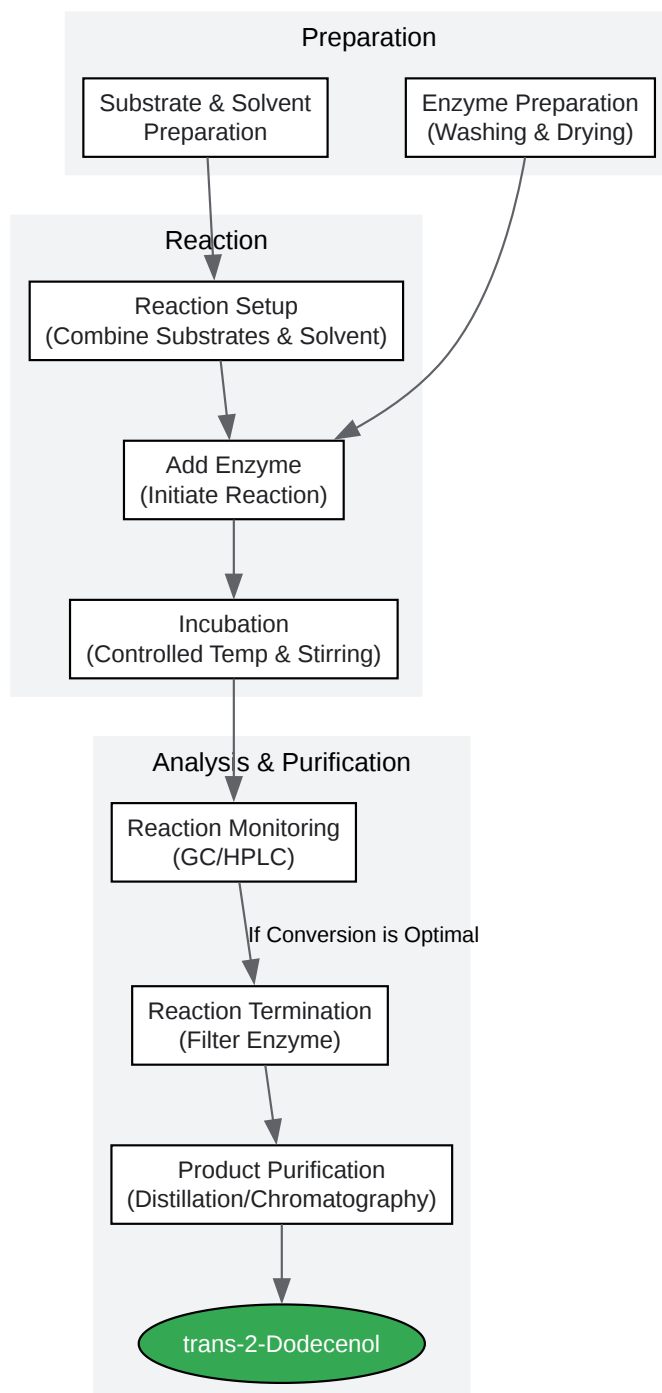 Preparation
Substrate & Solvent
Preparation
Enzyme Preparation
(Washing & Drying)
Reaction
Reaction Setup
(Combine Substrates & Solvent)
Add Enzyme
(Initiate Reaction)
Incubation
(Controlled Temp & Stirring)
Analysis & Purification
Reaction Monitoring
(GC/HPLC)
If Conversion is Optimal
Reaction Termination
(Filter Enzyme)
Product Purification
(Distillation/Chromatography)
trans-2-Dodecenol